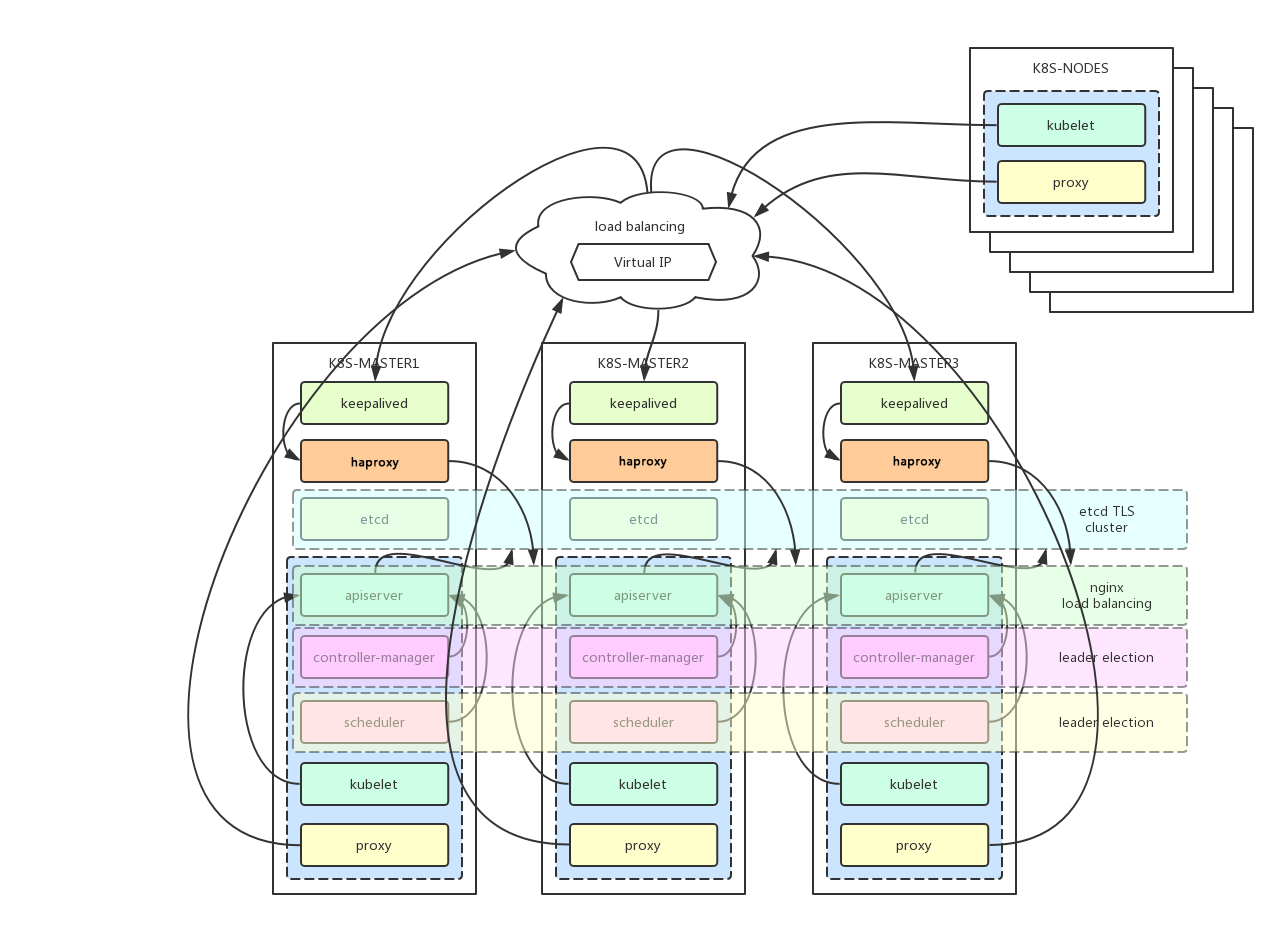 K8S-NODES
kubelet
proxy
load balancing
Virtual IP
K8S-MASTER1
keepalived
haproxy
etcd
apiserver
controller-manager
scheduler
kubelet
proxy
K8S-MASTER2
keepalived
haproxy
etcd
apiserver
controller-manager
scheduler
kubelet
proxy
K8S-MASTER3
keepalived
haproxy
etcd
apiserver
controller-manager
scheduler
kubelet
proxy
etcd TLS
cluster
nginx
load balancing
leader election
leader election